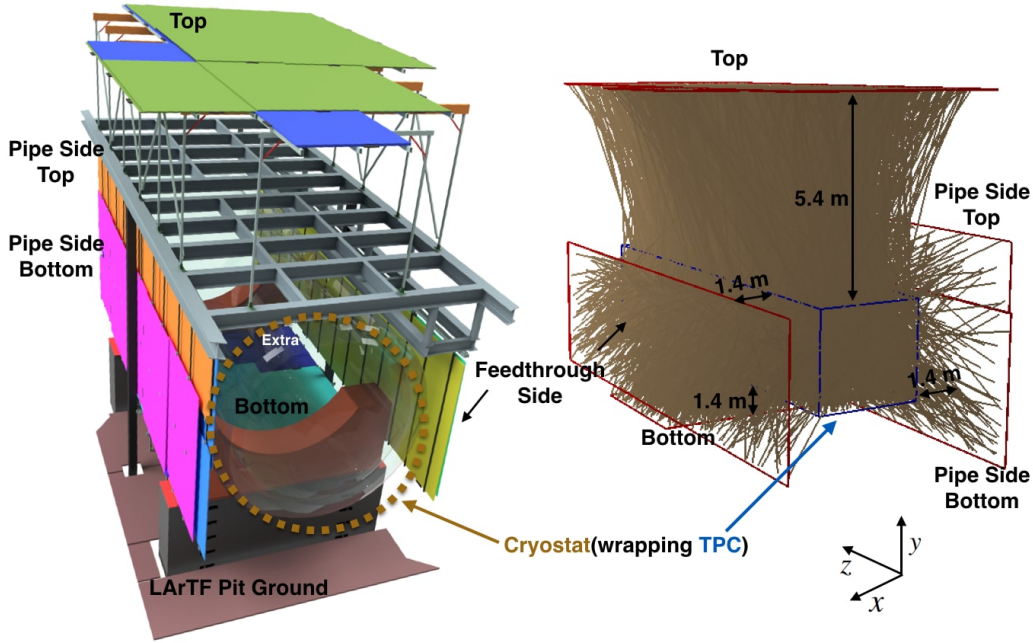 Top
Pipe Side
Top
Pipe Side
Bottom
Extra
Bottom
Feedthrough
Side
LArTF Pit Ground
Cryostat(wrapping TPC)
Top
5.4 m
Pipe Side
Top
1.4 m
1.4 m
1.4 m
Bottom
Pipe Side
Bottom
y
z
x